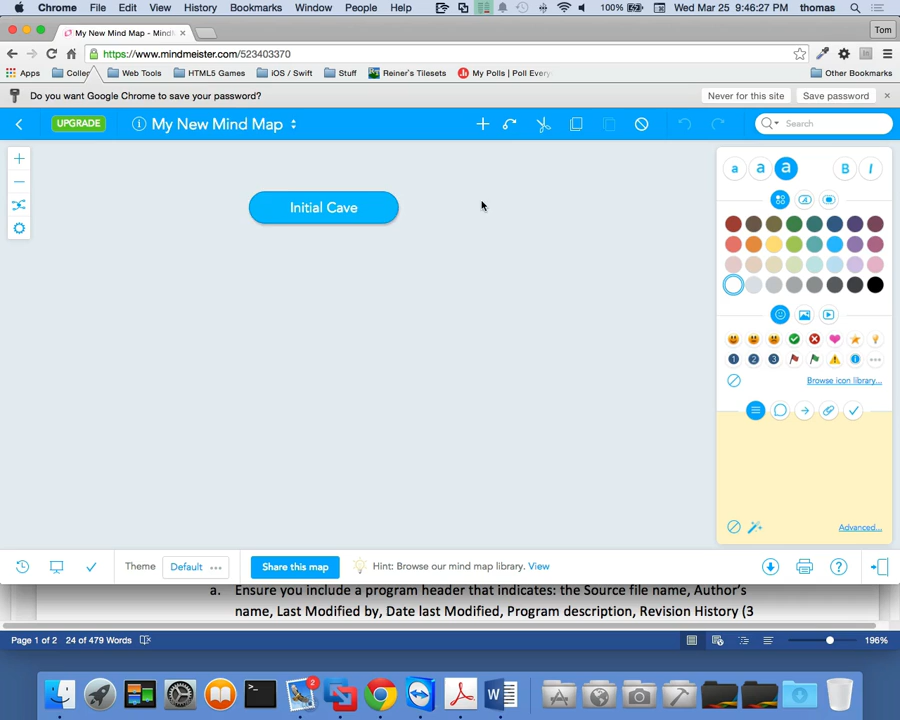 Chrome File Edit View History Bookmarks Window People Help 100% Wed Mar 25 9:46:27 PM thomas
My New Mind Map - Mind Tom
https://www.mindmeister.com/523403370
Apps Collec Web Tools HTML5 Games iOS / Swift Stuff Reiner's Tilesets My Polls | Poll Every Other Bookmarks
Do you want Google Chrome to save your password? Never for this site Save password
UPGRADE My New Mind Map Search
a a a B I
Initial Cave
A
1 2 3
Browse icon library...
Advanced...
Theme Default Share this map Hint: Browse our mind map library. View
a. Ensure you include a program header that indicates: the Source file name, Author's
name, Last Modified by, Date last Modified, Program description, Revision History (3
Page 1 of 2 24 of 479 Words 196%
2